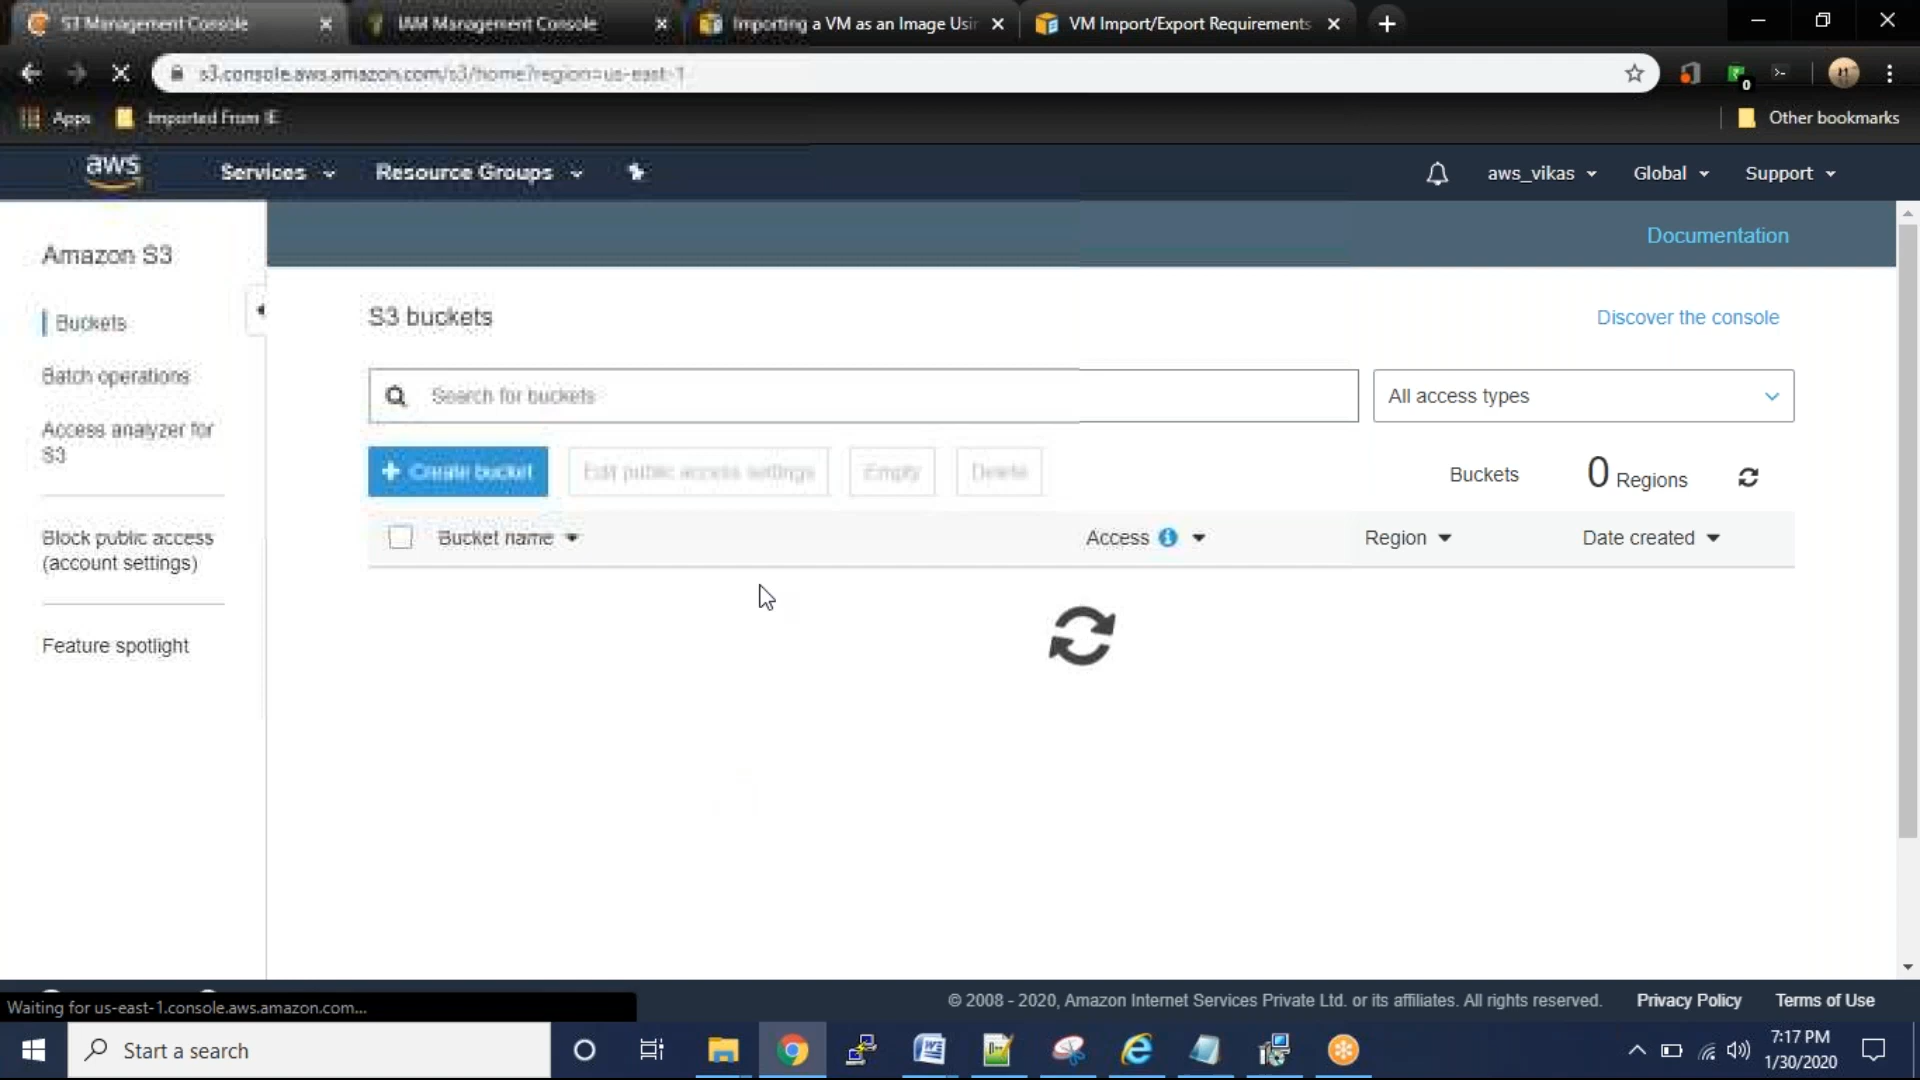 S3 Management Console
IAM Management Console
Importing a VM as an Image Usin
VM Import/Export Requirements
s3.console.aws.amazon.com/s3/home?region=us-east-1
0
Apps
Imported From IE
Other bookmarks
aws
Services
Resource Groups
aws_vikas
Global
Support
Amazon S3
Documentation
Buckets
Batch operations
Access analyzer for
S3
Block public access
(account settings)
Feature spotlight
S3 buckets
Discover the console
Search for buckets
All access types
+ Create bucket
Edit public access settings
Empty
Delete
Buckets
0 Regions
Bucket name
Access
Region
Date created
Waiting for us-east-1.console.aws.amazon.com...
© 2008 - 2020, Amazon Internet Services Private Ltd. or its affiliates. All rights reserved.
Privacy Policy
Terms of Use
Start a search
7:17 PM
1/30/2020